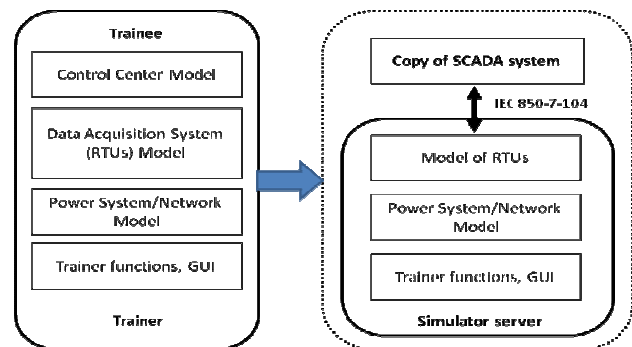 Trainee
Control Center Model
Data Acquisition System
(RTUs) Model
Power System/Network
Model
Trainer functions, GUI
Trainer
Copy of SCADA system
IEC 850-7-104
Model of RTUs
Power System/Network
Model
Trainer functions, GUI
Simulator server